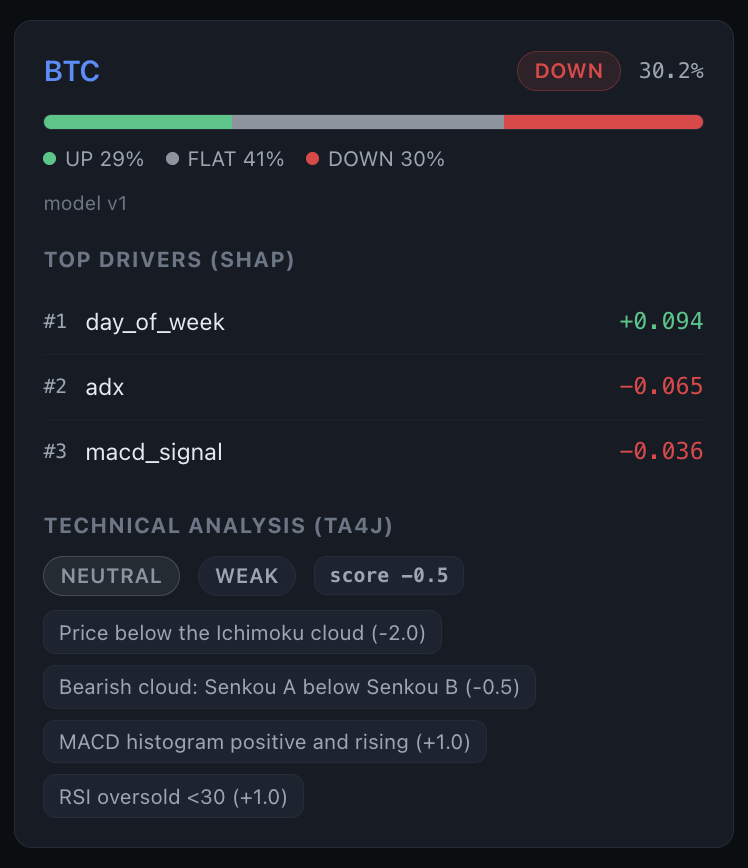 BTC DOWN 30.2%
UP 29% FLAT 41% DOWN 30%
model v1
TOP DRIVERS (SHAP)
#1 day_of_week +0.094
#2 adx −0.065
#3 macd_signal −0.036
TECHNICAL ANALYSIS (TA4J)
NEUTRAL WEAK score −0.5
Price below the Ichimoku cloud (-2.0)
Bearish cloud: Senkou A below Senkou B (-0.5)
MACD histogram positive and rising (+1.0)
RSI oversold <30 (+1.0)